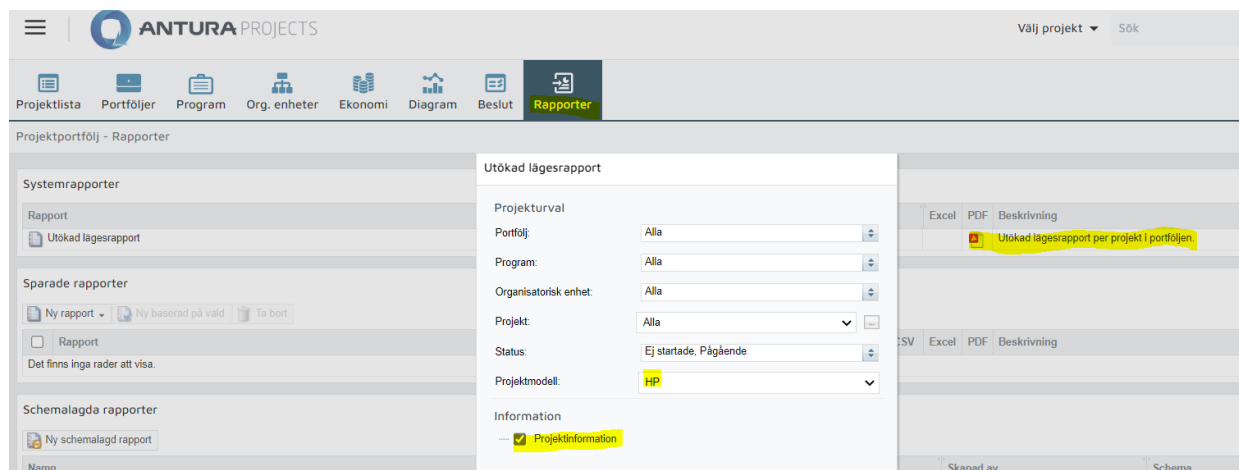 ANTURA PROJECTS
Välj projekt
Sök
Projektlista Portföljer Program Org. enheter Ekonomi Diagram Beslut Rapporter
Projektportfölj - Rapporter
Systemrapporter
Rapport Excel PDF Beskrivning
Utökad lägesrapport Utökad lägesrapport per projekt i portföljen.
Sparade rapporter
Ny rapport Ny baserad på vald Ta bort
Rapport CSV Excel PDF Beskrivning
Det finns inga rader att visa.
Schemalagda rapporter
Ny schemalagd rapport
Namn Skapad av Schema
Utökad lägesrapport
Projekturval
Portfölj: Alla
Program: Alla
Organisatorisk enhet: Alla
Projekt: Alla ...
Status: Ej startade, Pågående
Projektmodell: HP
Information
Projektinformation